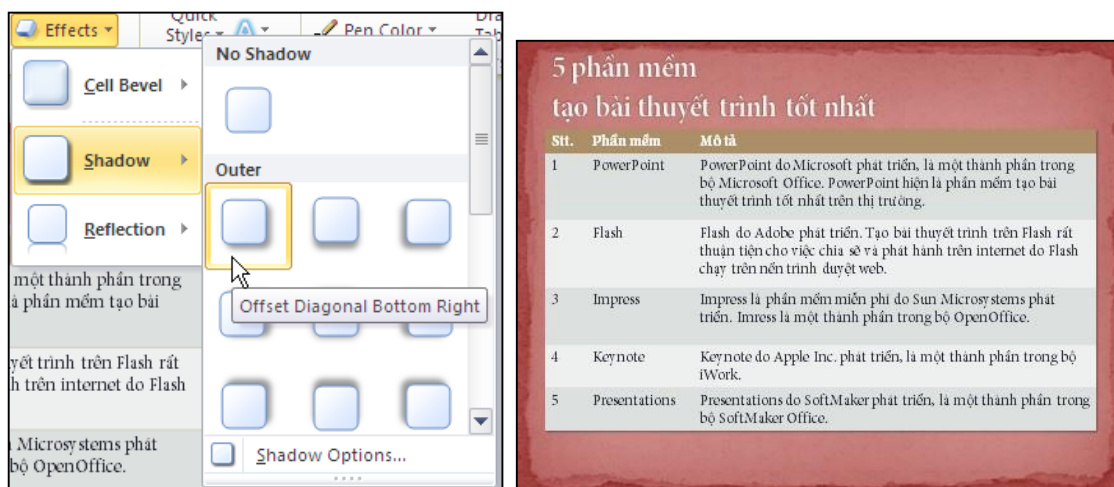 Effects
Quick
Styles
Pen Color
Cell Bevel
Shadow
Reflection
No Shadow
Outer
Offset Diagonal Bottom Right
Shadow Options...
một thành phần trong
à phần mềm tạo bài
yết trình trên Flash rất
h trên internet do Flash
Microsystems phát
bộ OpenOffice.
5 phần mềm
tạo bài thuyết trình tốt nhất
Stt. Phần mềm Mô tả
1 PowerPoint PowerPoint do Microsoft phát triển, là một thành phần trong
bộ Microsoft Office. PowerPoint hiện là phần mềm tạo bài
thuyết trình tốt nhất trên thị trường.
2 Flash Flash do Adobe phát triển. Tạo bài thuyết trình trên Flash rất
thuận tiện cho việc chia sẽ và phát hành trên internet do Flash
chạy trên nền trình duyệt web.
3 Impress Impress là phần mềm miễn phí do Sun Microsystems phát
triển. Imress là một thành phần trong bộ OpenOffice.
4 Keynote Keynote do Apple Inc. phát triển, là một thành phần trong bộ
iWork.
5 Presentations Presentations do SoftMaker phát triển, là một thành phần trong
bộ SoftMaker Office.